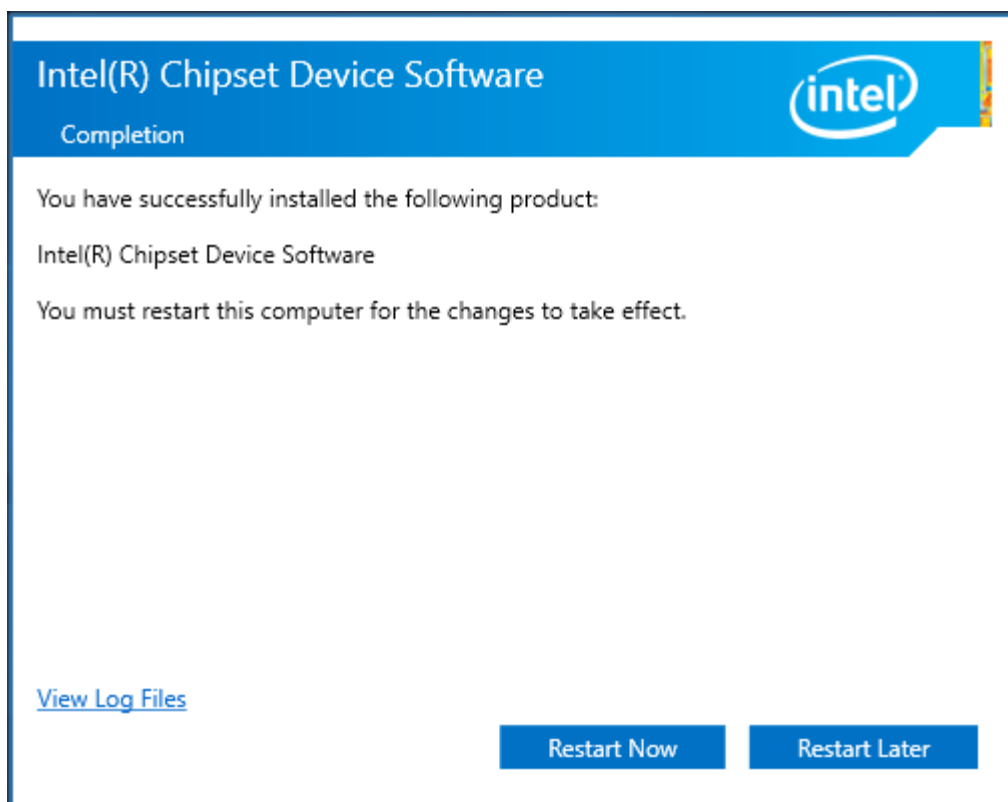 Intel(R) Chipset Device Software
intel
Completion
You have successfully installed the following product:
Intel(R) Chipset Device Software
You must restart this computer for the changes to take effect.
View Log Files
Restart Now
Restart Later